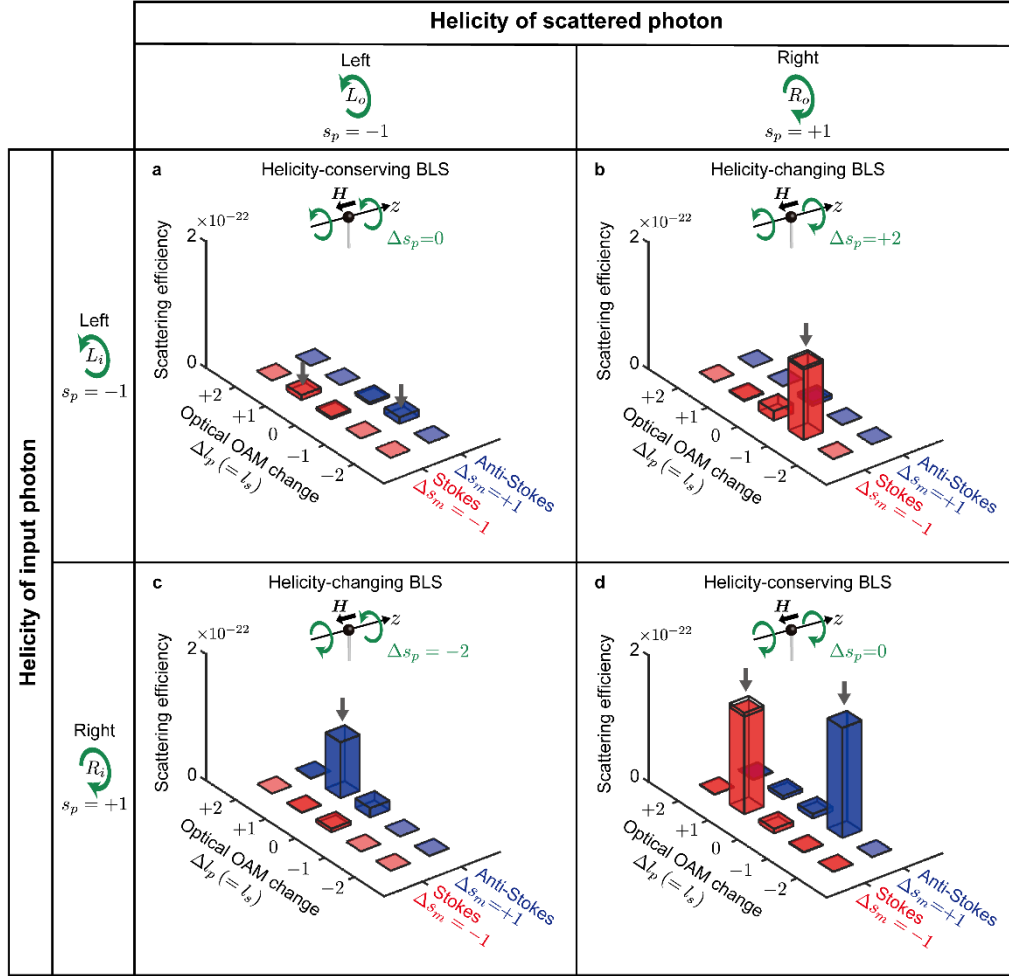 Helicity of scattered photon
Left
L_o
s_p = −1
Right
R_o
s_p = +1
Helicity of input photon
Left
L_i
s_p = −1
a
Helicity-conserving BLS
H
z
Δs_p=0
×10−22
2
0
Scattering efficiency
+2
+1
0
−1
−2
Optical OAM change
Δl_p (= l_s)
Stokes
Δs_m = −1
Anti-Stokes
Δs_m=+1
b
Helicity-changing BLS
H
z
Δs_p=+2
×10−22
2
0
Scattering efficiency
+2
+1
0
−1
−2
Optical OAM change
Δl_p (= l_s)
Stokes
Δs_m = −1
Anti-Stokes
Δs_m=+1
Right
R_i
s_p = +1
c
Helicity-changing BLS
H
z
Δs_p = −2
×10−22
2
0
Scattering efficiency
+2
+1
0
−1
−2
Optical OAM change
Δl_p (= l_s)
Stokes
Δs_m = −1
Anti-Stokes
Δs_m=+1
d
Helicity-conserving BLS
H
z
Δs_p=0
×10−22
2
0
Scattering efficiency
+2
+1
0
−1
−2
Optical OAM change
Δl_p (= l_s)
Stokes
Δs_m = −1
Anti-Stokes
Δs_m=+1